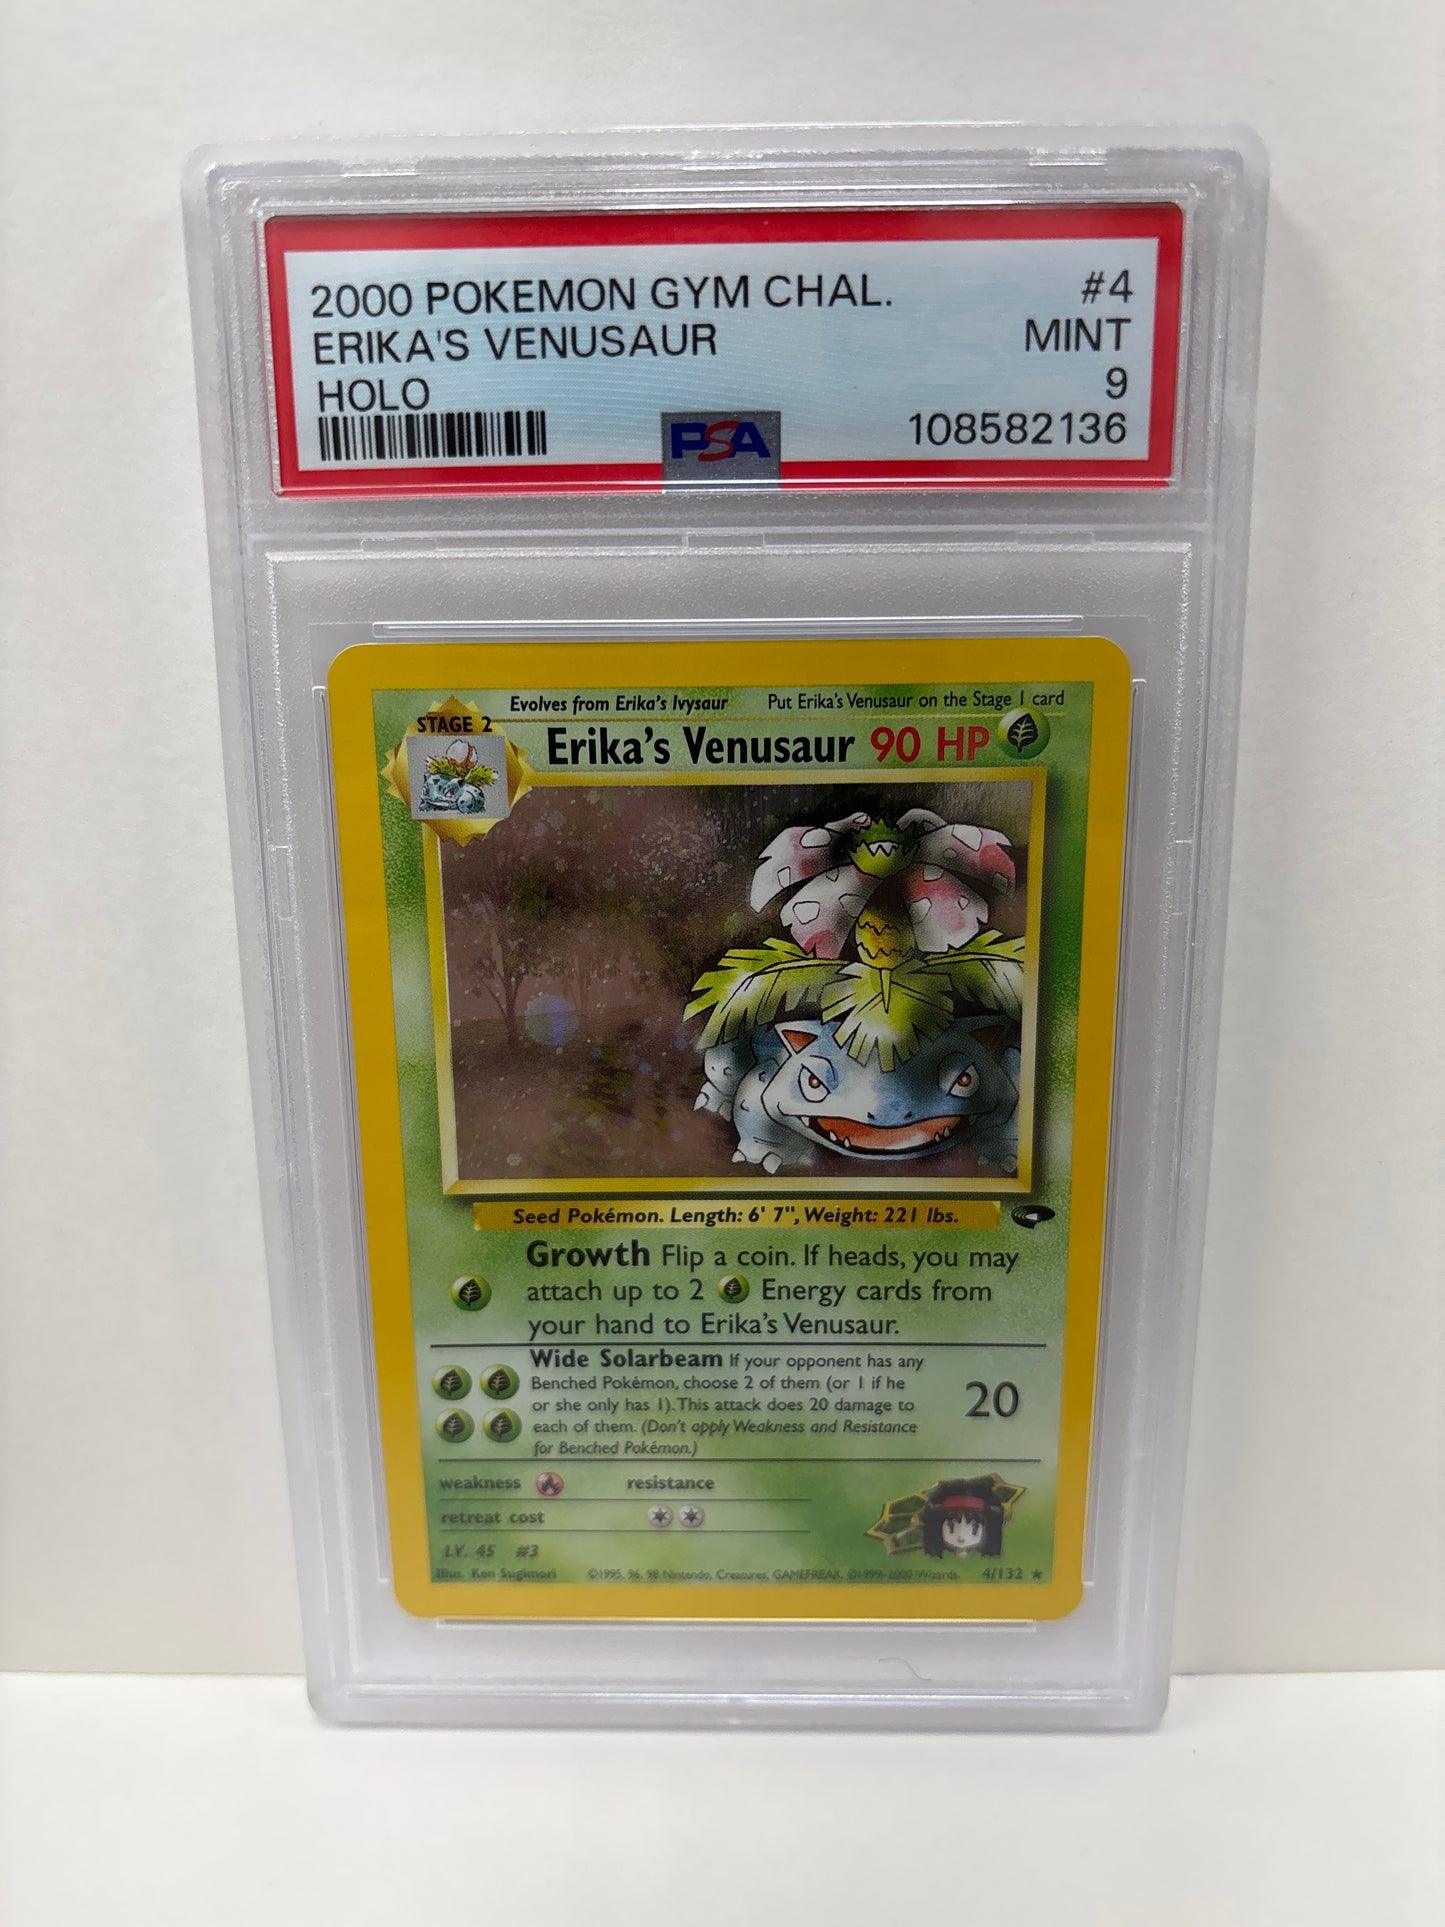 2000 POKEMON GYM CHAL. #4
ERIKA'S VENUSAUR MINT
HOLO 9
PSA 108582136
Evolves from Erika's Ivysaur Put Erika's Venusaur on the Stage 1 card
STAGE 2
Erika's Venusaur 90 HP
Seed Pokémon. Length: 6' 7", Weight: 221 lbs.
Growth Flip a coin. If heads, you may
attach up to 2 Energy cards from
your hand to Erika's Venusaur.
Wide Solarbeam If your opponent has any
Benched Pokémon, choose 2 of them (or 1 if he
or she only has 1). This attack does 20 damage to
each of them. (Don't apply Weakness and Resistance
for Benched Pokémon.)
20
weakness resistance
retreat cost
LV. 45 #3
Illus. Ken Sugimori ©1995, 96, 98 Nintendo, Creatures, GAMEFREAK. ©1999-2000 Wizards. 4/132 ★